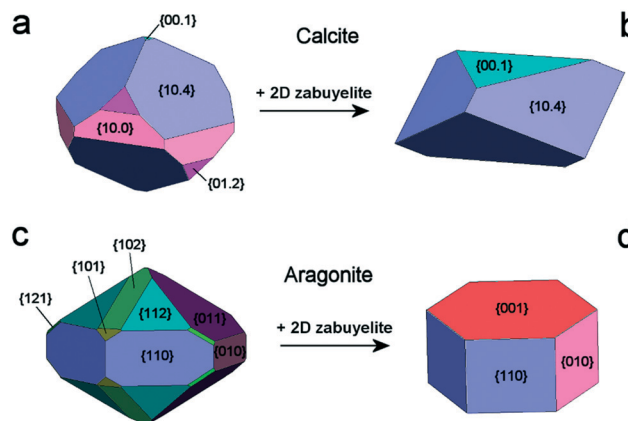 a
{00.1}
Calcite
b
{10.4}
+ 2D zabuyelite
{00.1}
{10.4}
{10.0}
{01.2}
c
{102}
{101}
Aragonite
{121}
{112}
{011}
+ 2D zabuyelite
{001}
{110}
{010}
{110}
{010}